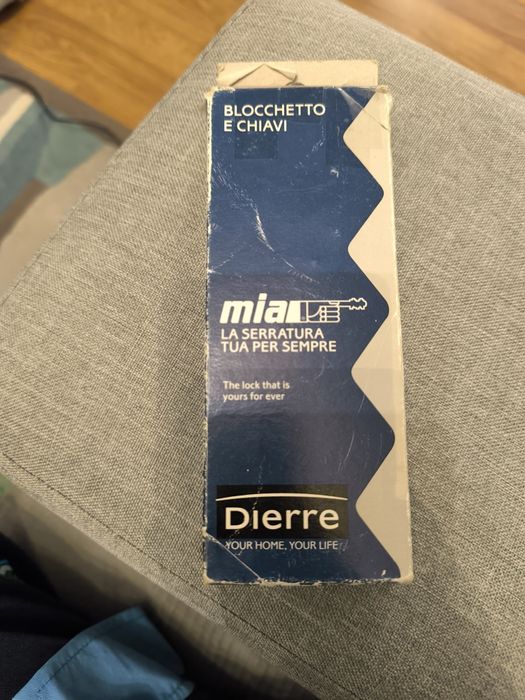 BLOCCHETTO
E CHIAVI
mia
LA SERRATURA
TUA PER SEMPRE
The lock that is
yours for ever
Dierre
YOUR HOME, YOUR LIFE